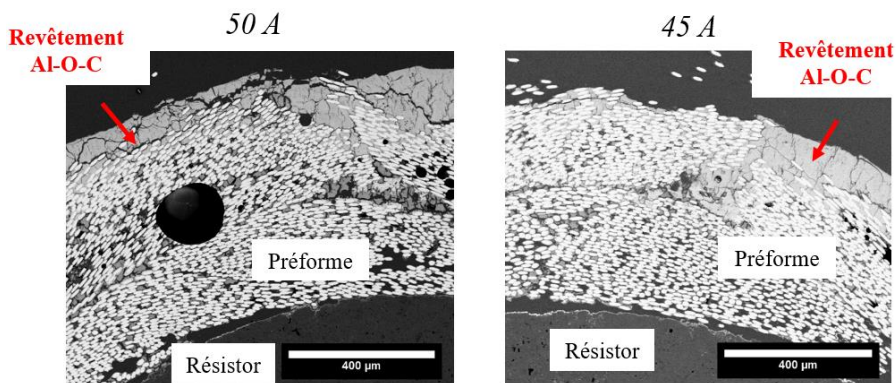 50 A
45 A
Revêtement
Al-O-C
Revêtement
Al-O-C
Préforme
Préforme
Résistor
Résistor
400 µm
400 µm